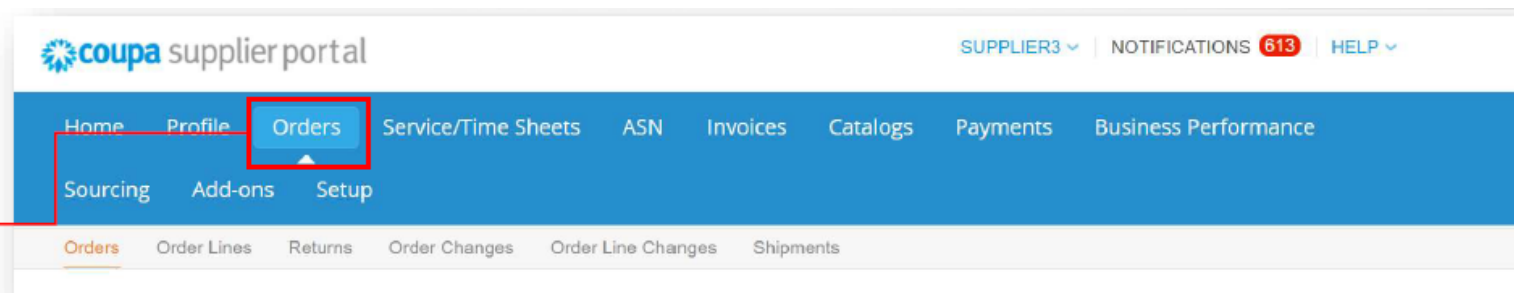 coupa supplier portal SUPPLIER3 NOTIFICATIONS 613 HELP
Home Profile Orders Service/Time Sheets ASN Invoices Catalogs Payments Business Performance
Sourcing Add-ons Setup
Orders Order Lines Returns Order Changes Order Line Changes Shipments